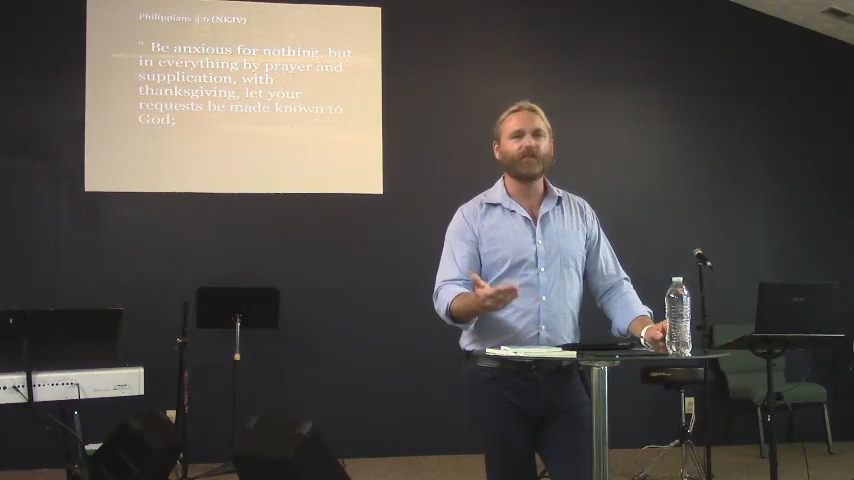 Philippians 4:6 (NKJV)
“ Be anxious for nothing, but
in everything by prayer and
supplication, with
thanksgiving, let your
requests be made known to
God;